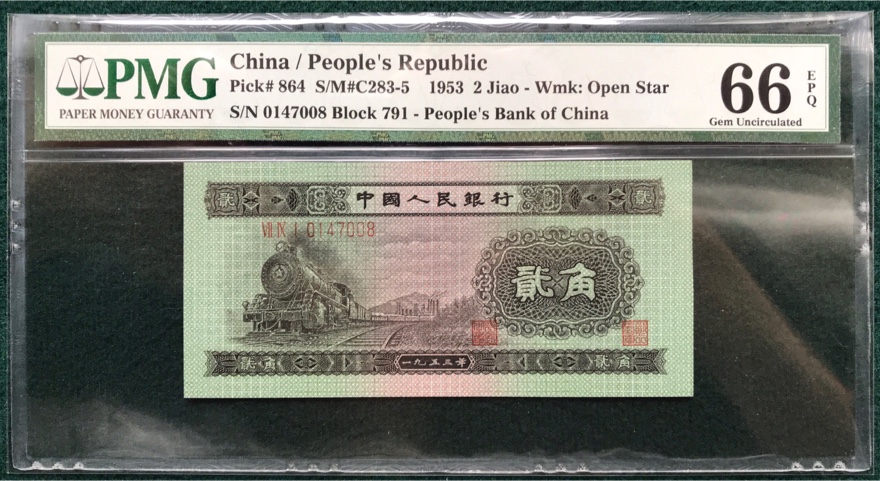 PMG
PAPER MONEY GUARANTY
China / People's Republic
Pick# 864 S/M#C283-5 1953 2 Jiao - Wmk: Open Star
S/N 0147008 Block 791 - People's Bank of China
66
EPQ
Gem Uncirculated
貳 中國人民銀行 貳
VII IX I 0147008
貳角
貳角 一九五三年 貳角